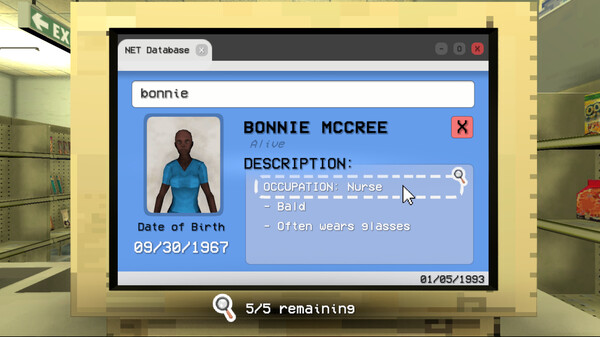 EX
NET Database
bonnie
BONNIE MCCREE
Alive
DESCRIPTION:
OCCUPATION: Nurse
- Bald
- Often wears glasses
Date of Birth
09/30/1967
01/05/1993
5/5 remaining